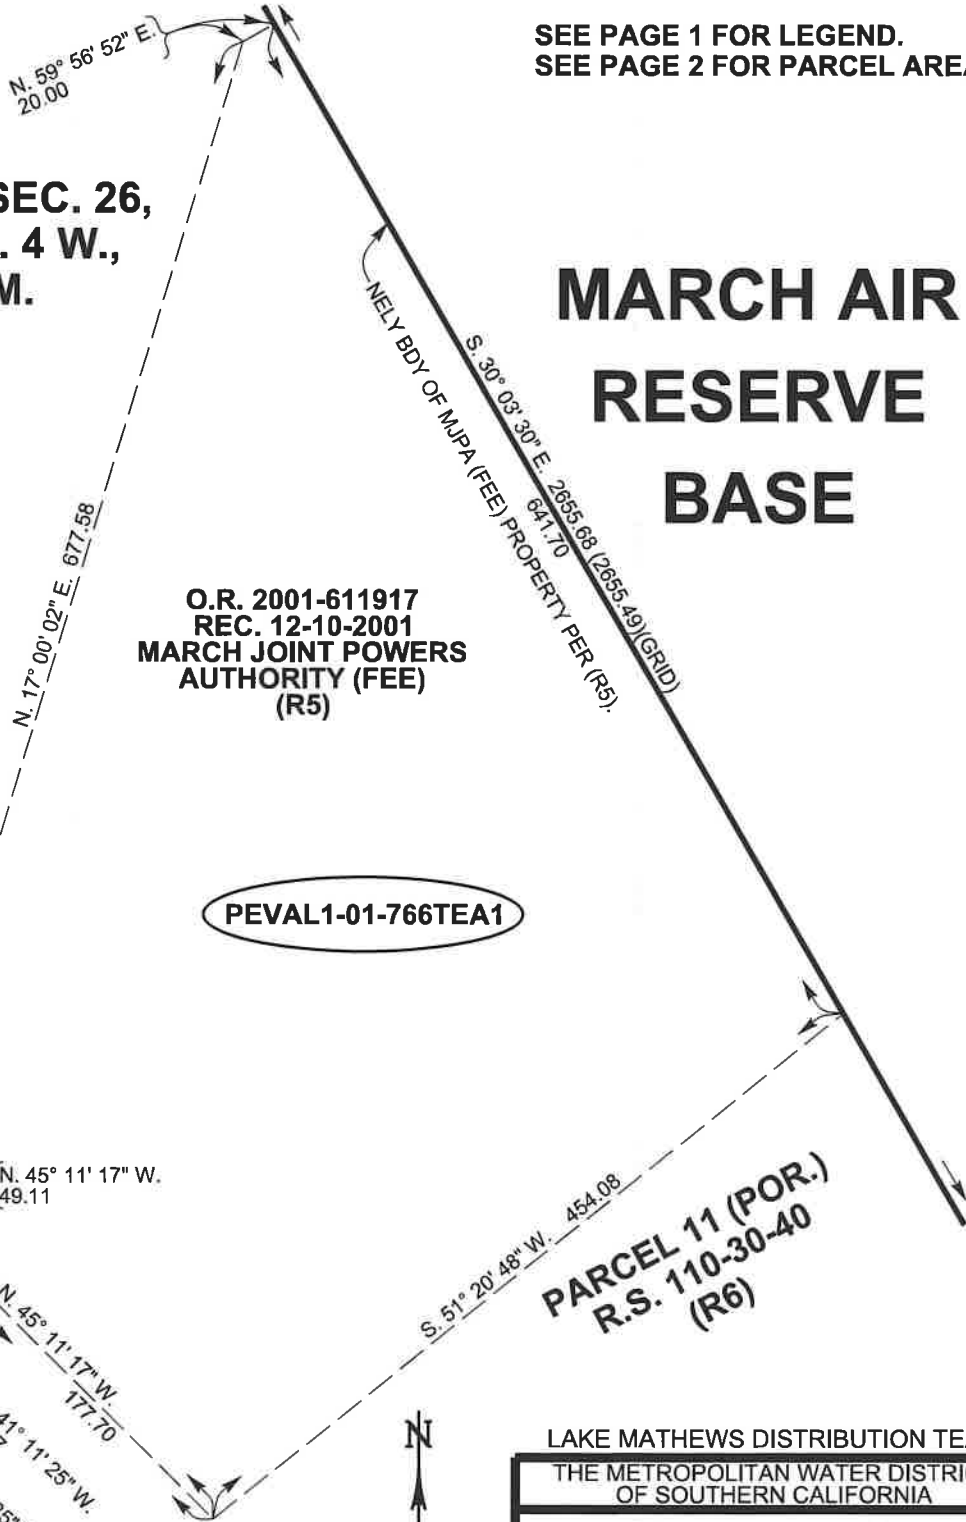 SEE PAGE 1 FOR LEGEND.
SEE PAGE 2 FOR PARCEL
N. 59° 56' 52" E.
20.00
SEC. 26,
4 W.,
M.
MARCH AIR
RESERVE
BASE
NELY BDY OF MJPA (FEE) PROPERTY PER (R5).
S. 30° 03' 30" E. 2655.68 (2655.49)(GRID)
641.70
N. 17° 00' 02" E. 677.58
O.R. 2001-611917
REC. 12-10-2001
MARCH JOINT POWERS
AUTHORITY (FEE)
(R5)
PEVAL1-01-766TEA1
N. 45° 11' 17" W.
49.11
S. 51° 20' 48" W. 454.08
PARCEL 11 (POR.)
R.S. 110-30-40
(R6)
N. 45° 11' 17" W.
177.70
41° 11' 25" W.
N
LAKE MATHEWS DISTRIBUTION
THE METROPOLITAN WATER
OF SOUTHERN CALIFORNIA